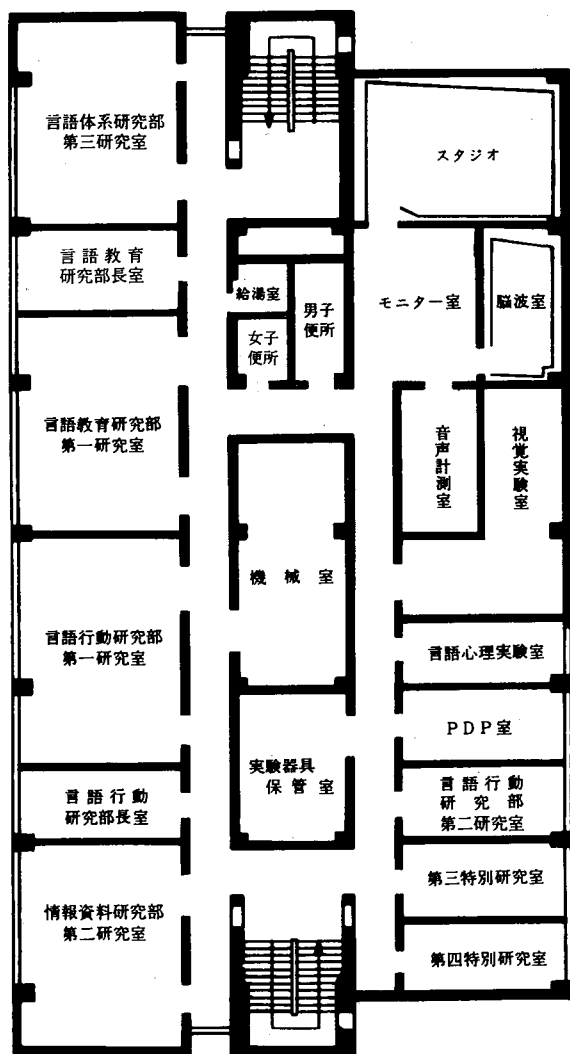 言語体系研究部
第三研究室
スタジオ
言語教育
研究部長室
給湯室
男子
便所
女子
便所
モニター室
脳波室
言語教育研究部
第一研究室
音声計測室
視覚実験室
機械室
言語行動研究部
第一研究室
言語心理実験室
PDP室
実験器具
保管室
言語行動
研究部長室
言語行動
研究部
第二研究室
第三特別研究室
情報資料研究部
第二研究室
第四特別研究室